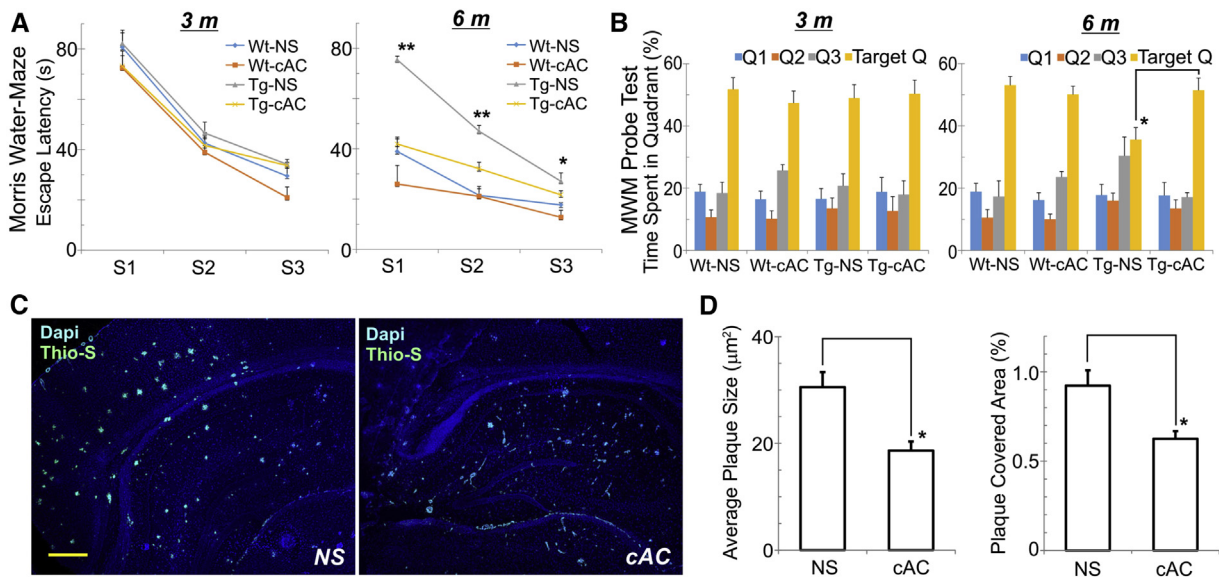 A
3 m
6 m
Morris Water-Maze
Escape Latency (s)
80
40
0
S1
S2
S3
Wt-NS
Wt-cAC
Tg-NS
Tg-cAC
80
40
0
**
**
*
S1
S2
S3
Wt-NS
Wt-cAC
Tg-NS
Tg-cAC
B
3 m
6 m
MWM Probe Test
Time Spent in Quadrant (%)
Q1 Q2 Q3 Target Q
60
40
20
0
Wt-NS Wt-cAC Tg-NS Tg-cAC
Q1 Q2 Q3 Target Q
60
40
20
0
*
Wt-NS Wt-cAC Tg-NS Tg-cAC
C
Dapi
Thio-S
NS
Dapi
Thio-S
cAC
D
Average Plaque Size (μm²)
40
20
0
*
NS cAC
Plaque Covered Area (%)
1.0
0.5
0
*
NS cAC